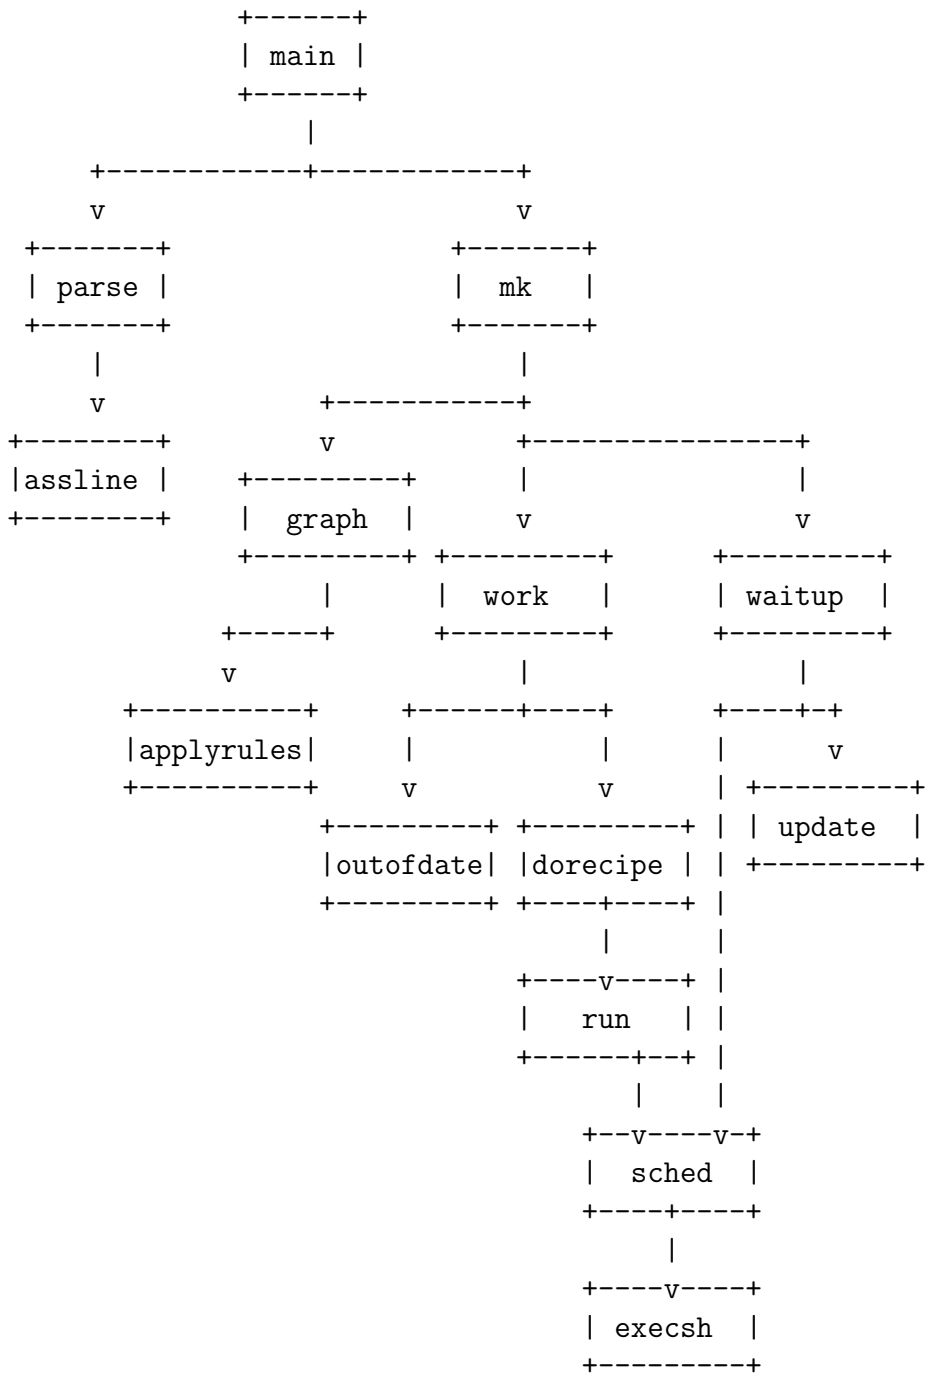 main
parse mk
assline
graph
work waitup
applyrules
update
outofdate dorecipe
run
sched
execsh